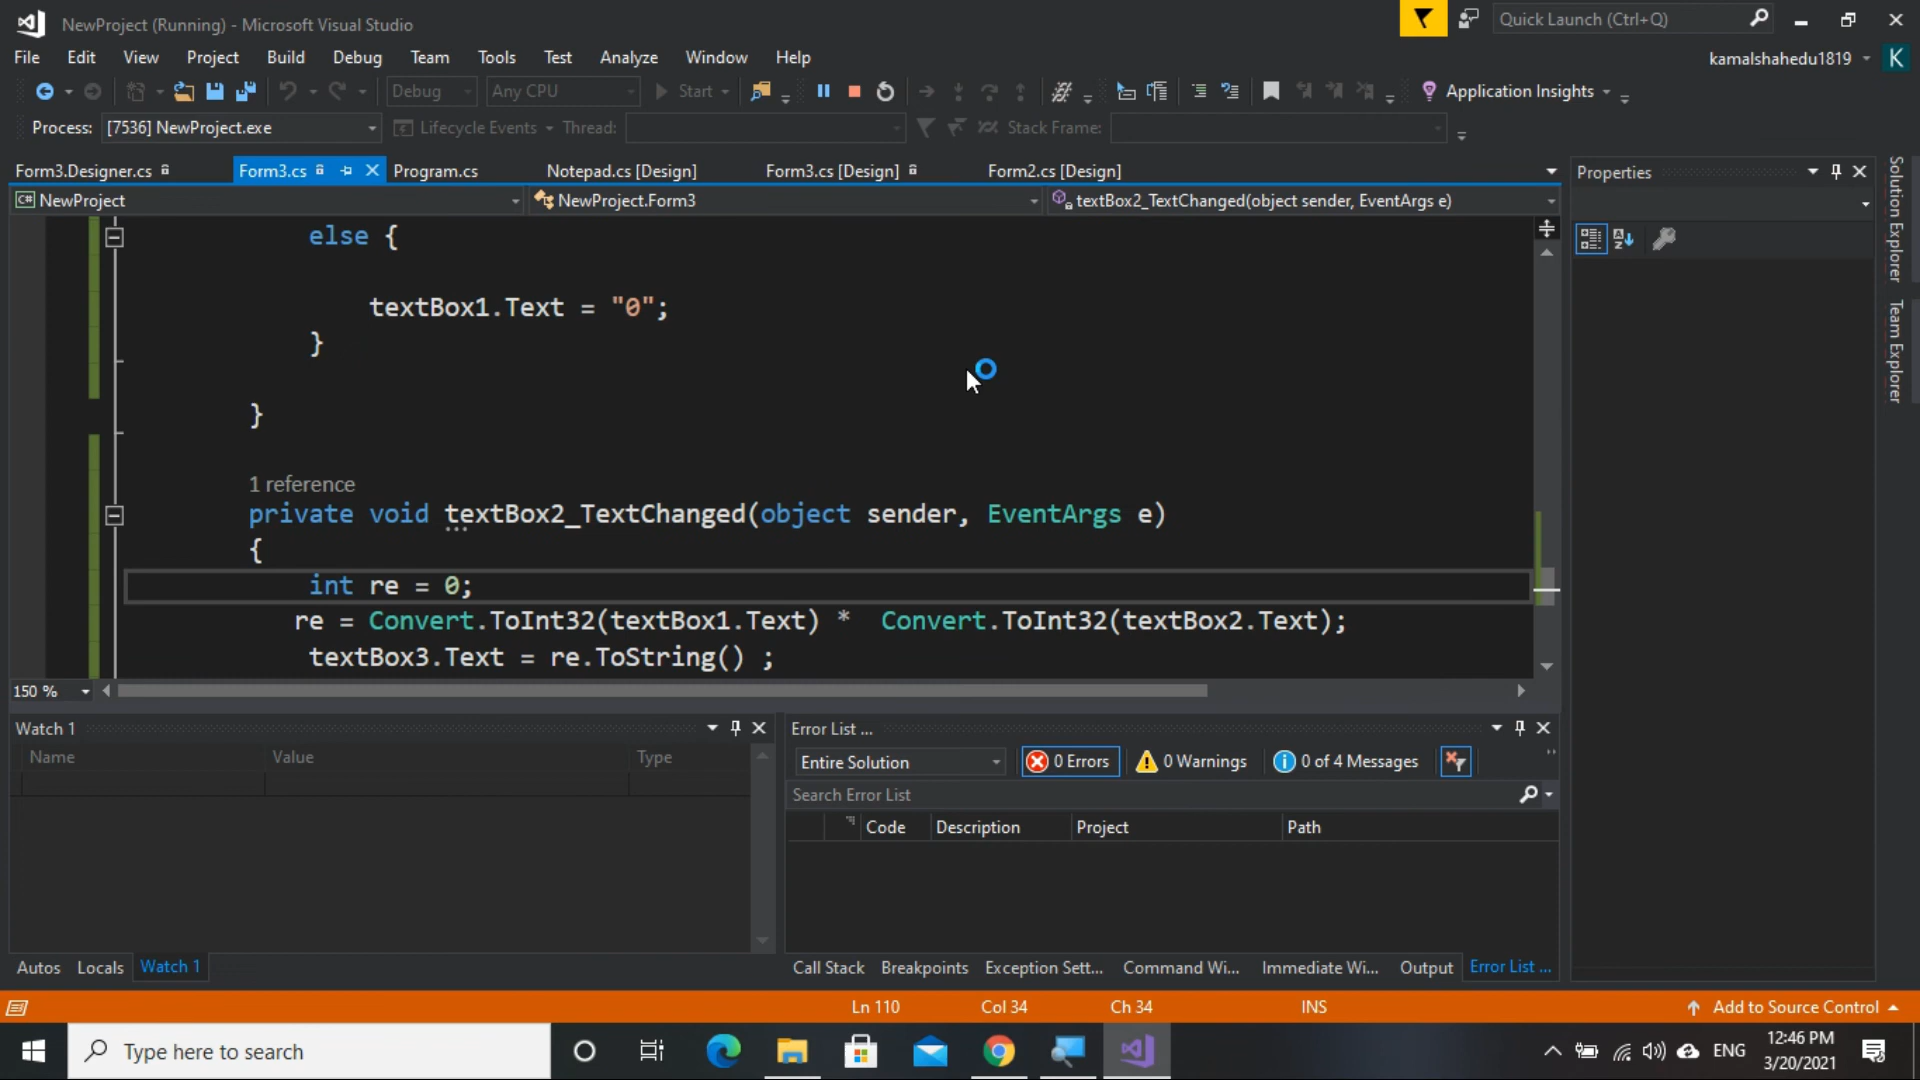 NewProject (Running) - Microsoft Visual Studio
Quick Launch (Ctrl+Q)
File Edit View Project Build Debug Team Tools Test Analyze Window Help
kamalshahedu1819 K
Debug Any CPU Start Application Insights
Process: [7536] NewProject.exe Lifecycle Events Thread: Stack Frame:
Form3.Designer.cs Form3.cs Program.cs Notepad.cs [Design] Form3.cs [Design] Form2.cs [Design]
Properties
NewProject NewProject.Form3 textBox2_TextChanged(object sender, EventArgs e)
Solution Explorer
Team Explorer
else {
textBox1.Text = "0";
}
}
1 reference
private void textBox2_TextChanged(object sender, EventArgs e)
{
int re = 0;
re = Convert.ToInt32(textBox1.Text) * Convert.ToInt32(textBox2.Text);
textBox3.Text = re.ToString() ;
150 %
Watch 1
Name Value Type
Error List ...
Entire Solution 0 Errors 0 Warnings 0 of 4 Messages
Search Error List
Code Description Project Path
Autos Locals Watch 1
Call Stack Breakpoints Exception Sett... Command Wi... Immediate Wi... Output Error List ...
Ln 110 Col 34 Ch 34 INS Add to Source Control
Type here to search
ENG
12:46 PM
3/20/2021